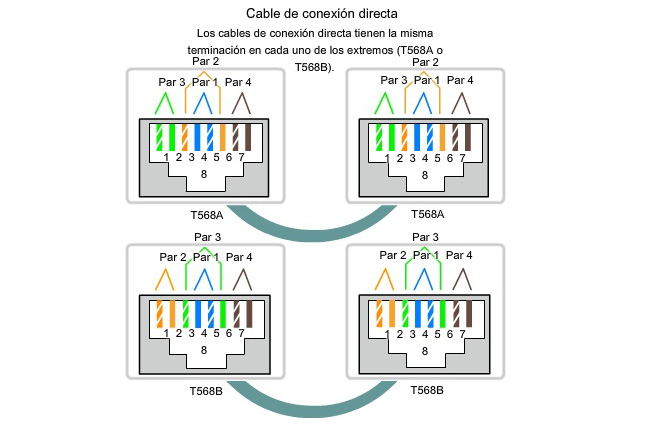 Cable de conexión directa
Los cables de conexión directa tienen la misma
terminación en cada uno de los extremos (T568A o
T568B).
Par 2
Par 3 Par 1 Par 4
1 2 3 4 5 6 7
8
T568A
Par 2
Par 3 Par 1 Par 4
1 2 3 4 5 6 7
8
T568A
Par 3
Par 2 Par 1 Par 4
1 2 3 4 5 6 7
8
T568B
Par 3
Par 2 Par 1 Par 4
1 2 3 4 5 6 7
8
T568B